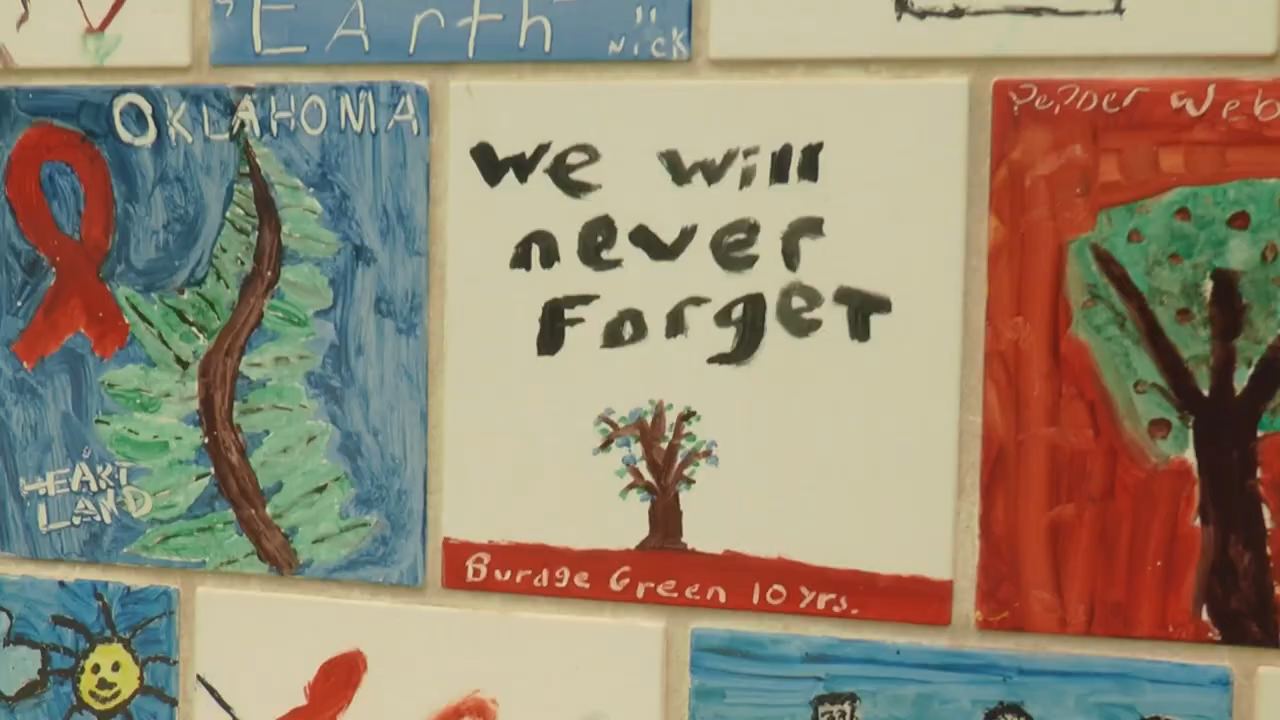 "EArth"
NiCK
OKLAHOMA
HEART
LAND
we will
never
ForgeT
Burdge Green 10 yrs.
Pepper Web